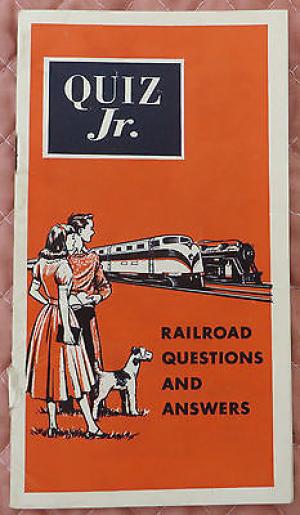 QUIZ
Jr.
RAILROAD
QUESTIONS
AND
ANSWERS